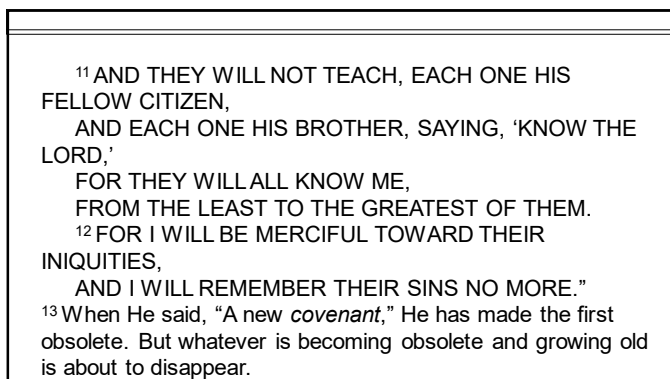 11 AND THEY WILL NOT TEACH, EACH ONE HIS
FELLOW CITIZEN,
AND EACH ONE HIS BROTHER, SAYING, ‘KNOW THE
LORD,’
FOR THEY WILL ALL KNOW ME,
FROM THE LEAST TO THE GREATEST OF THEM.
12 FOR I WILL BE MERCIFUL TOWARD THEIR
INIQUITIES,
AND I WILL REMEMBER THEIR SINS NO MORE.”
13 When He said, “A new covenant,” He has made the first
obsolete. But whatever is becoming obsolete and growing old
is about to disappear.